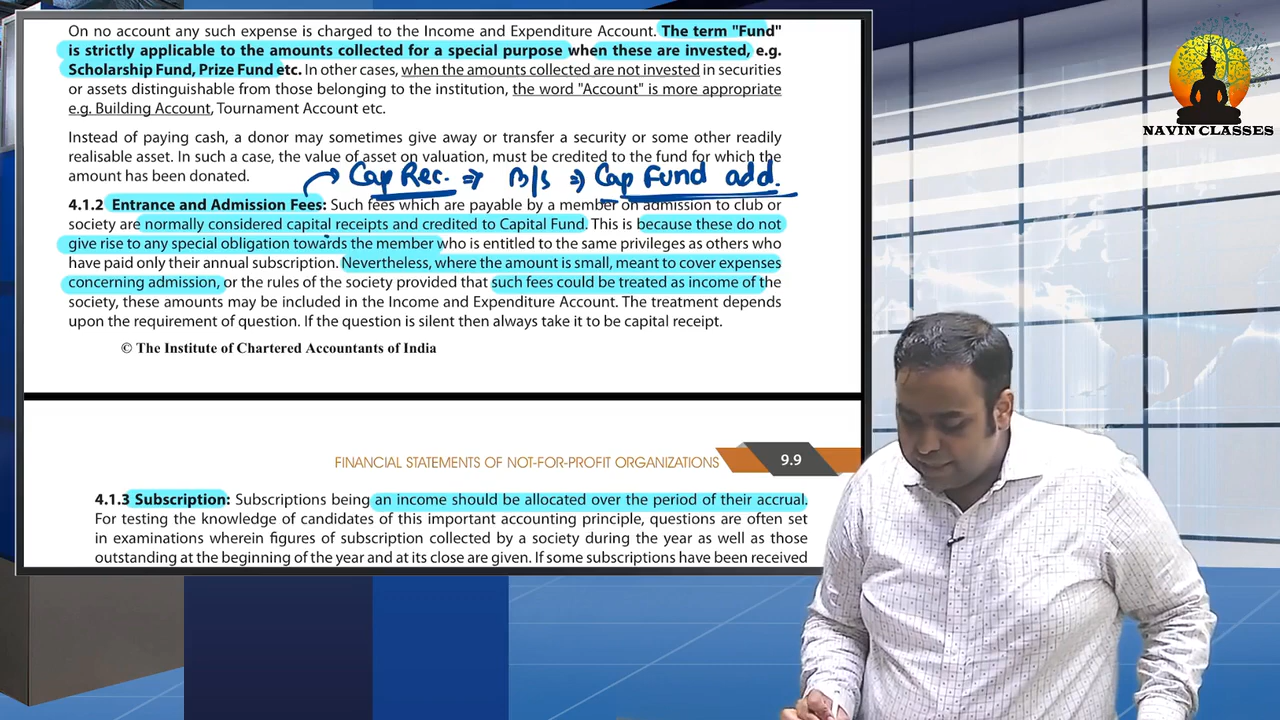 On no account any such expense is charged to the Income and Expenditure Account. The term "Fund"
is strictly applicable to the amounts collected for a special purpose when these are invested, e.g.
Scholarship Fund, Prize Fund etc. In other cases, when the amounts collected are not invested in securities
or assets distinguishable from those belonging to the institution, the word "Account" is more appropriate
e.g. Building Account, Tournament Account etc.
Instead of paying cash, a donor may sometimes give away or transfer a security or some other readily
realisable asset. In such a case, the value of asset on valuation, must be credited to the fund for which the
amount has been donated.
Cap Rec. ⇒ B/S ⇒ Cap Fund add.
4.1.2 Entrance and Admission Fees: Such fees which are payable by a member on admission to club or
society are normally considered capital receipts and credited to Capital Fund. This is because these do not
give rise to any special obligation towards the member who is entitled to the same privileges as others who
have paid only their annual subscription. Nevertheless, where the amount is small, meant to cover expenses
concerning admission, or the rules of the society provided that such fees could be treated as income of the
society, these amounts may be included in the Income and Expenditure Account. The treatment depends
upon the requirement of question. If the question is silent then always take it to be capital receipt.
© The Institute of Chartered Accountants of India
FINANCIAL STATEMENTS OF NOT-FOR-PROFIT ORGANIZATIONS 9.9
4.1.3 Subscription: Subscriptions being an income should be allocated over the period of their accrual.
For testing the knowledge of candidates of this important accounting principle, questions are often set
in examinations wherein figures of subscription collected by a society during the year as well as those
outstanding at the beginning of the year and at its close are given. If some subscriptions have been received
NAVIN CLASSES